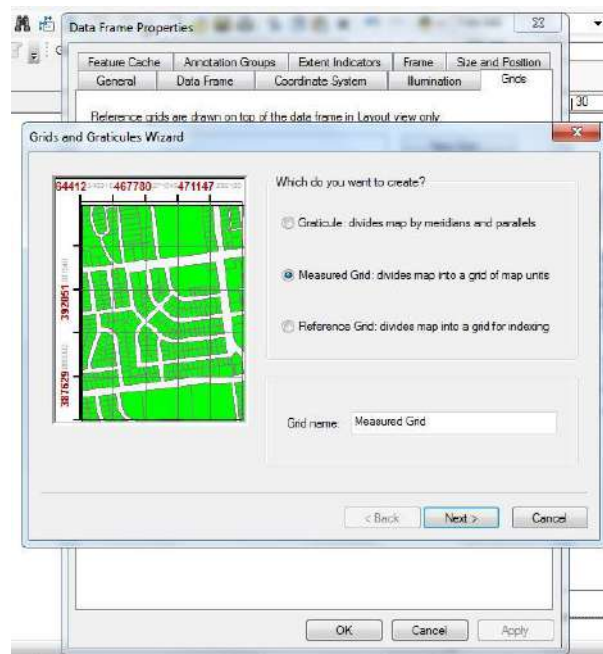 Data Frame Properties
Feature Cache Annotation Groups Extent Indicators Frame Size and Position
General Data Frame Coordinate System Illumination Grids
30
Reference grids are drawn on top of the data frame in Layout view only.
Grids and Graticules Wizard
64412 467780 471147
392851
387629
Which do you want to create?
Graticule: divides map by meridians and parallels
Measured Grid: divides map into a grid of map units
Reference Grid: divides map into a grid for indexing
Grid name: Measured Grid
< Back Next > Cancel
OK Cancel Apply